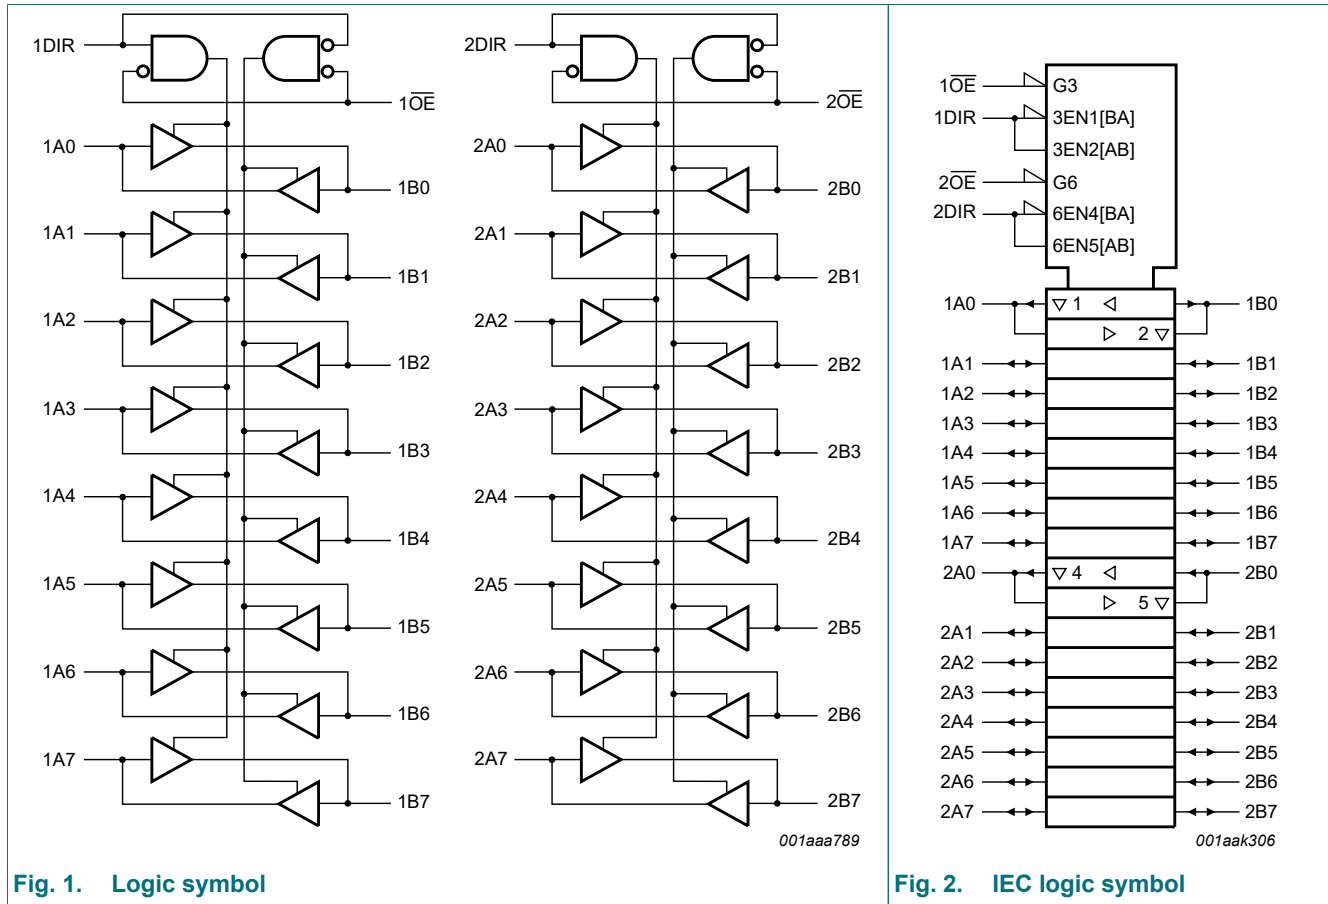 1DIR
1O̅E̅
1A0
1B0
1A1
1B1
1A2
1B2
1A3
1B3
1A4
1B4
1A5
1B5
1A6
1B6
1A7
1B7
2DIR
2O̅E̅
2A0
2B0
2A1
2B1
2A2
2B2
2A3
2B3
2A4
2B4
2A5
2B5
2A6
2B6
2A7
2B7
001aaa789
Fig. 1. Logic symbol
1O̅E̅ G3
1DIR 3EN1[BA]
3EN2[AB]
2O̅E̅ G6
2DIR 6EN4[BA]
6EN5[AB]
1A0 1 1B0
2
1A1 1B1
1A2 1B2
1A3 1B3
1A4 1B4
1A5 1B5
1A6 1B6
1A7 1B7
2A0 4 2B0
5
2A1 2B1
2A2 2B2
2A3 2B3
2A4 2B4
2A5 2B5
2A6 2B6
2A7 2B7
001aak306
Fig. 2. IEC logic symbol